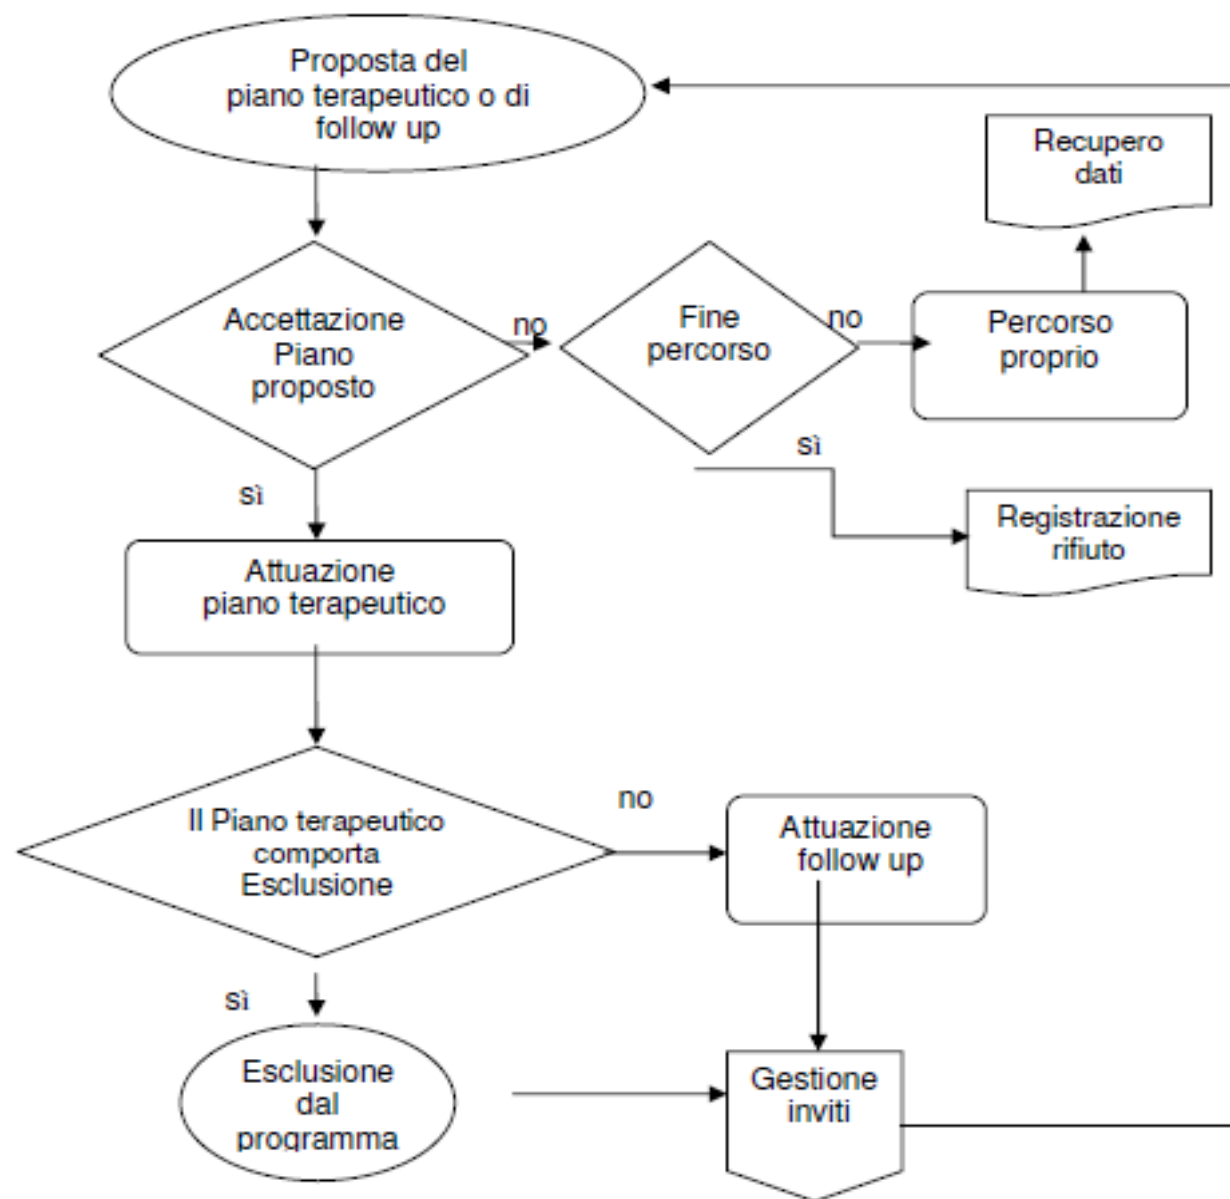 Proposta del
piano terapeutico o di
follow up
Recupero
dati
Accettazione
Piano
proposto
no
Fine
percorso
no
Percorso
proprio
sì
sì
Registrazione
rifiuto
Attuazione
piano terapeutico
Il Piano terapeutico
comporta
Esclusione
no
Attuazione
follow up
sì
Esclusione
dal
programma
Gestione
inviti